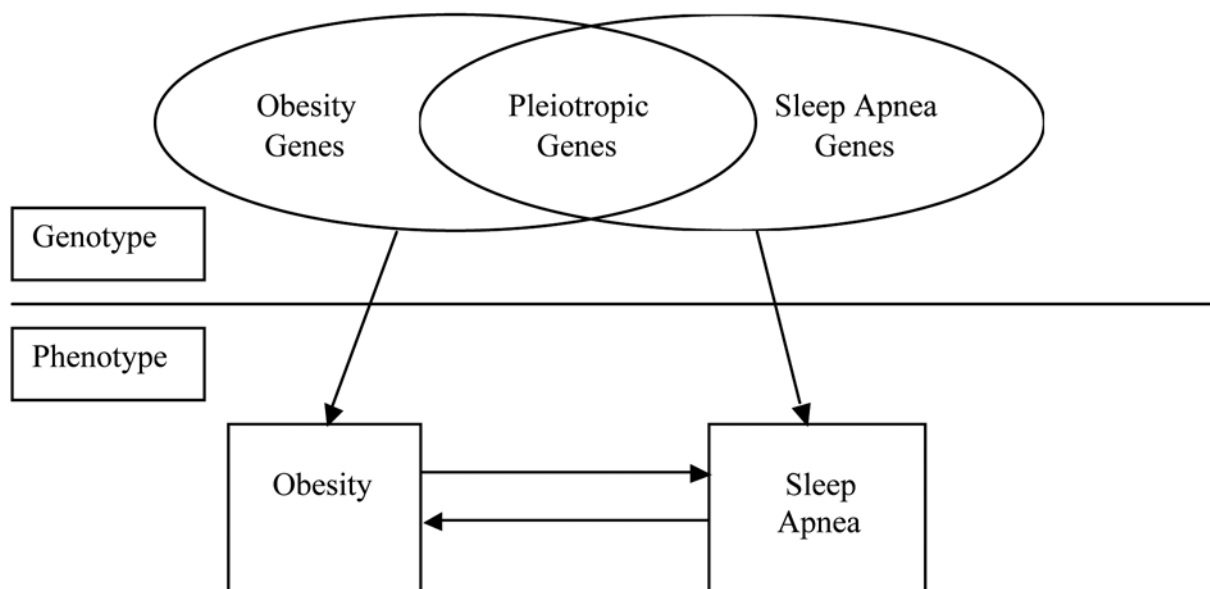 Obesity
Genes
Pleiotropic
Genes
Sleep Apnea
Genes
Genotype
Phenotype
Obesity
Sleep
Apnea